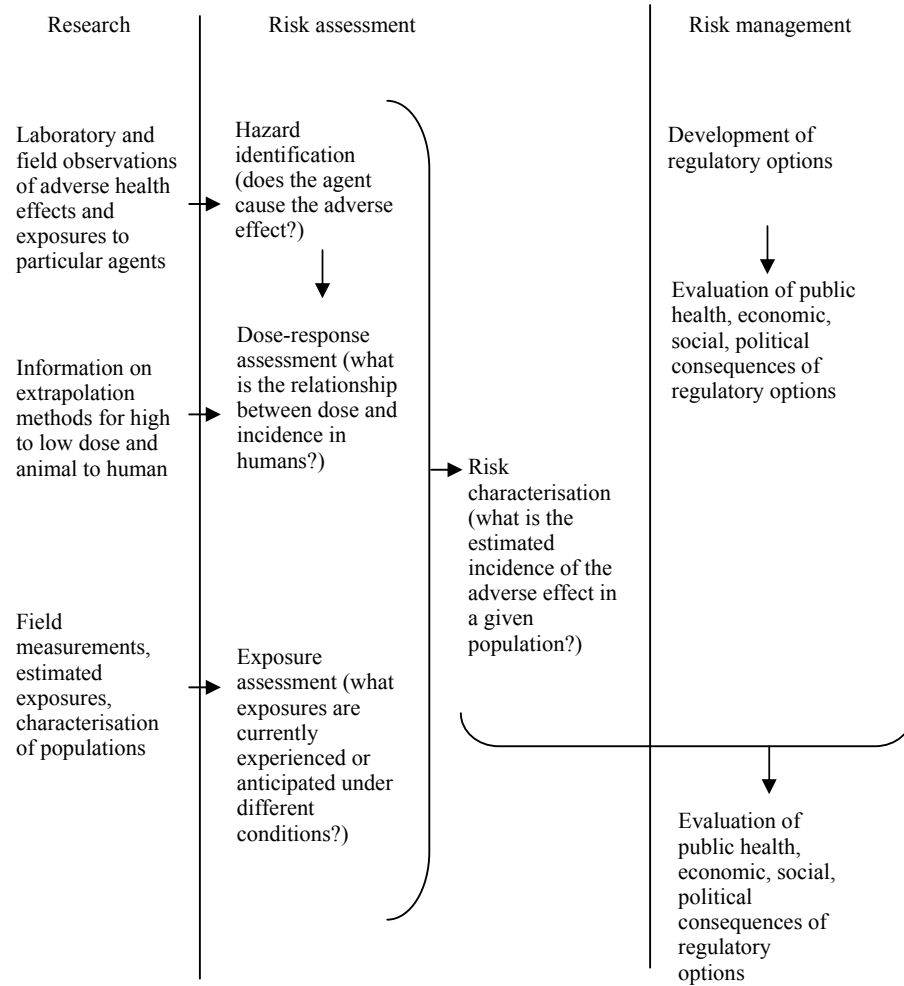 Research
Risk assessment
Risk management
Laboratory and
field observations
of adverse health
effects and
exposures to
particular agents
Hazard
identification
(does the agent
cause the adverse
effect?)
Development of
regulatory options
Information on
extrapolation
methods for high
to low dose and
animal to human
Dose-response
assessment (what
is the relationship
between dose and
incidence in
humans?)
Evaluation of public
health, economic,
social, political
consequences of
regulatory options
Risk
characterisation
(what is the
estimated
incidence of the
adverse effect in
a given
population?)
Field
measurements,
estimated
exposures,
characterisation
of populations
Exposure
assessment (what
exposures are
currently
experienced or
anticipated under
different
conditions?)
Evaluation of
public health,
economic, social,
political
consequences of
regulatory
options